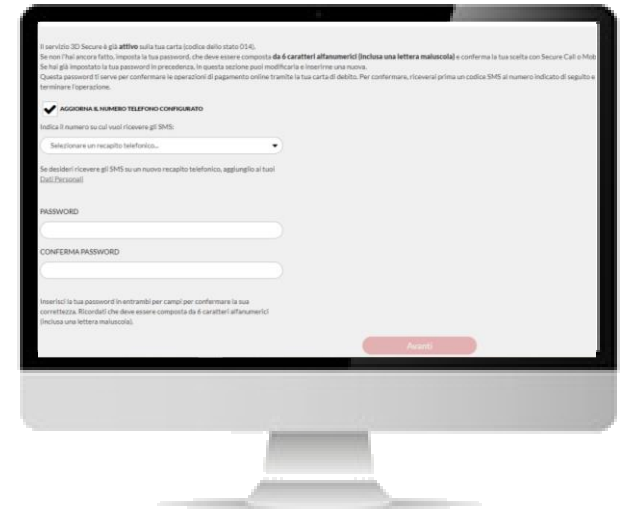 Il servizio 3D Secure è già attivo sulla tua carta (codice dello stato 014).
Se non l'hai ancora fatto, imposta la tua password, che deve essere composta da 6 caratteri alfanumerici (inclusa una lettera maiuscola) e conferma la tua scelta con Secure Call o Mob
Se hai già impostato la tua password in precedenza, in questa sezione puoi modificarla e inserirne una nuova.
Questa password ti serve per confermare le operazioni di pagamento online tramite la tua carta di debito. Per confermare, riceverai prima un codice SMS al numero indicato di seguito e
terminare l'operazione.
AGGIORNA IL NUMERO TELEFONO CONFIGURATO
Indica il numero su cui vuoi ricevere gli SMS:
Selezionare un recapito telefonico...
Se desideri ricevere gli SMS su un nuovo recapito telefonico, aggiungilo ai tuoi
Dati Personali
PASSWORD
CONFERMA PASSWORD
Inserisci la tua password in entrambi per campi per confermare la sua
correttezza. Ricordati che deve essere composta da 6 caratteri alfanumerici
(inclusa una lettera maiuscola).
Avanti